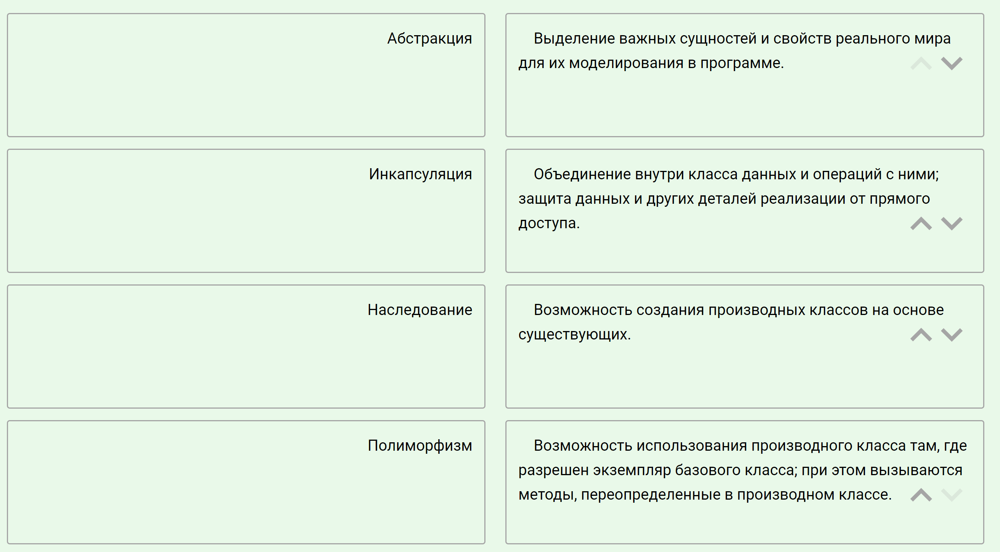 Абстракция
Выделение важных сущностей и свойств реального мира
для их моделирования в программе.
Инкапсуляция
Объединение внутри класса данных и операций с ними;
защита данных и других деталей реализации от прямого
доступа.
Наследование
Возможность создания производных классов на основе
существующих.
Полиморфизм
Возможность использования производного класса там, где
разрешен экземпляр базового класса; при этом вызываются
методы, переопределенные в производном классе.